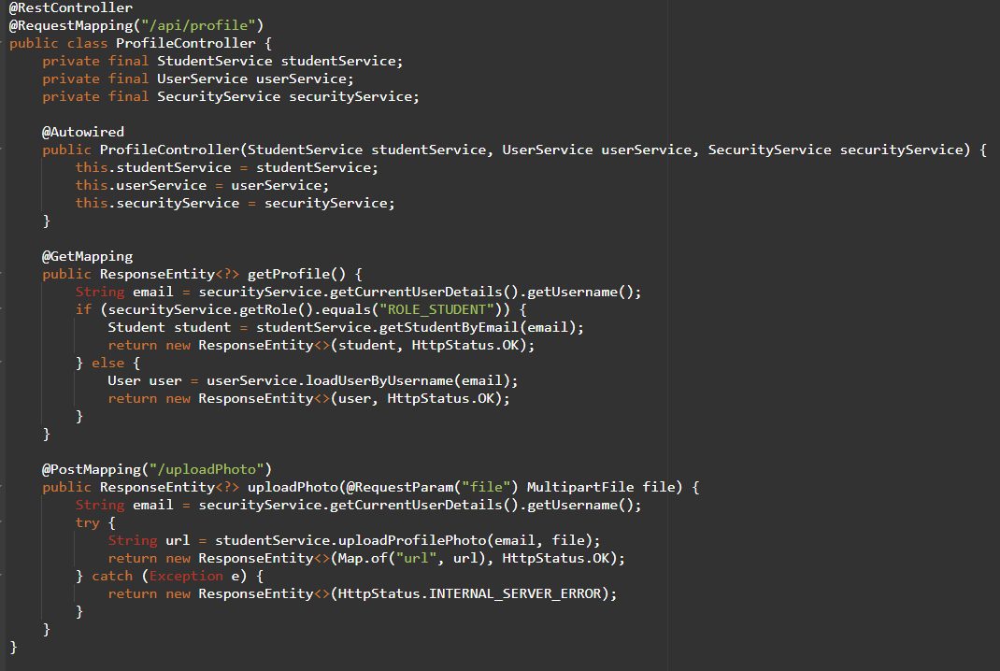 @RestController
@RequestMapping("/api/profile")
public class ProfileController {
    private final StudentService studentService;
    private final UserService userService;
    private final SecurityService securityService;

    @Autowired
    public ProfileController(StudentService studentService, UserService userService, SecurityService securityService) {
        this.studentService = studentService;
        this.userService = userService;
        this.securityService = securityService;
    }

    @GetMapping
    public ResponseEntity<?> getProfile() {
        String email = securityService.getCurrentUserDetails().getUsername();
        if (securityService.getRole().equals("ROLE_STUDENT")) {
            Student student = studentService.getStudentByEmail(email);
            return new ResponseEntity<>(student, HttpStatus.OK);
        } else {
            User user = userService.loadUserByUsername(email);
            return new ResponseEntity<>(user, HttpStatus.OK);
        }
    }

    @PostMapping("/uploadPhoto")
    public ResponseEntity<?> uploadPhoto(@RequestParam("file") MultipartFile file) {
        String email = securityService.getCurrentUserDetails().getUsername();
        try {
            String url = studentService.uploadProfilePhoto(email, file);
            return new ResponseEntity<>(Map.of("url", url), HttpStatus.OK);
        } catch (Exception e) {
            return new ResponseEntity<>(HttpStatus.INTERNAL_SERVER_ERROR);
        }
    }
}